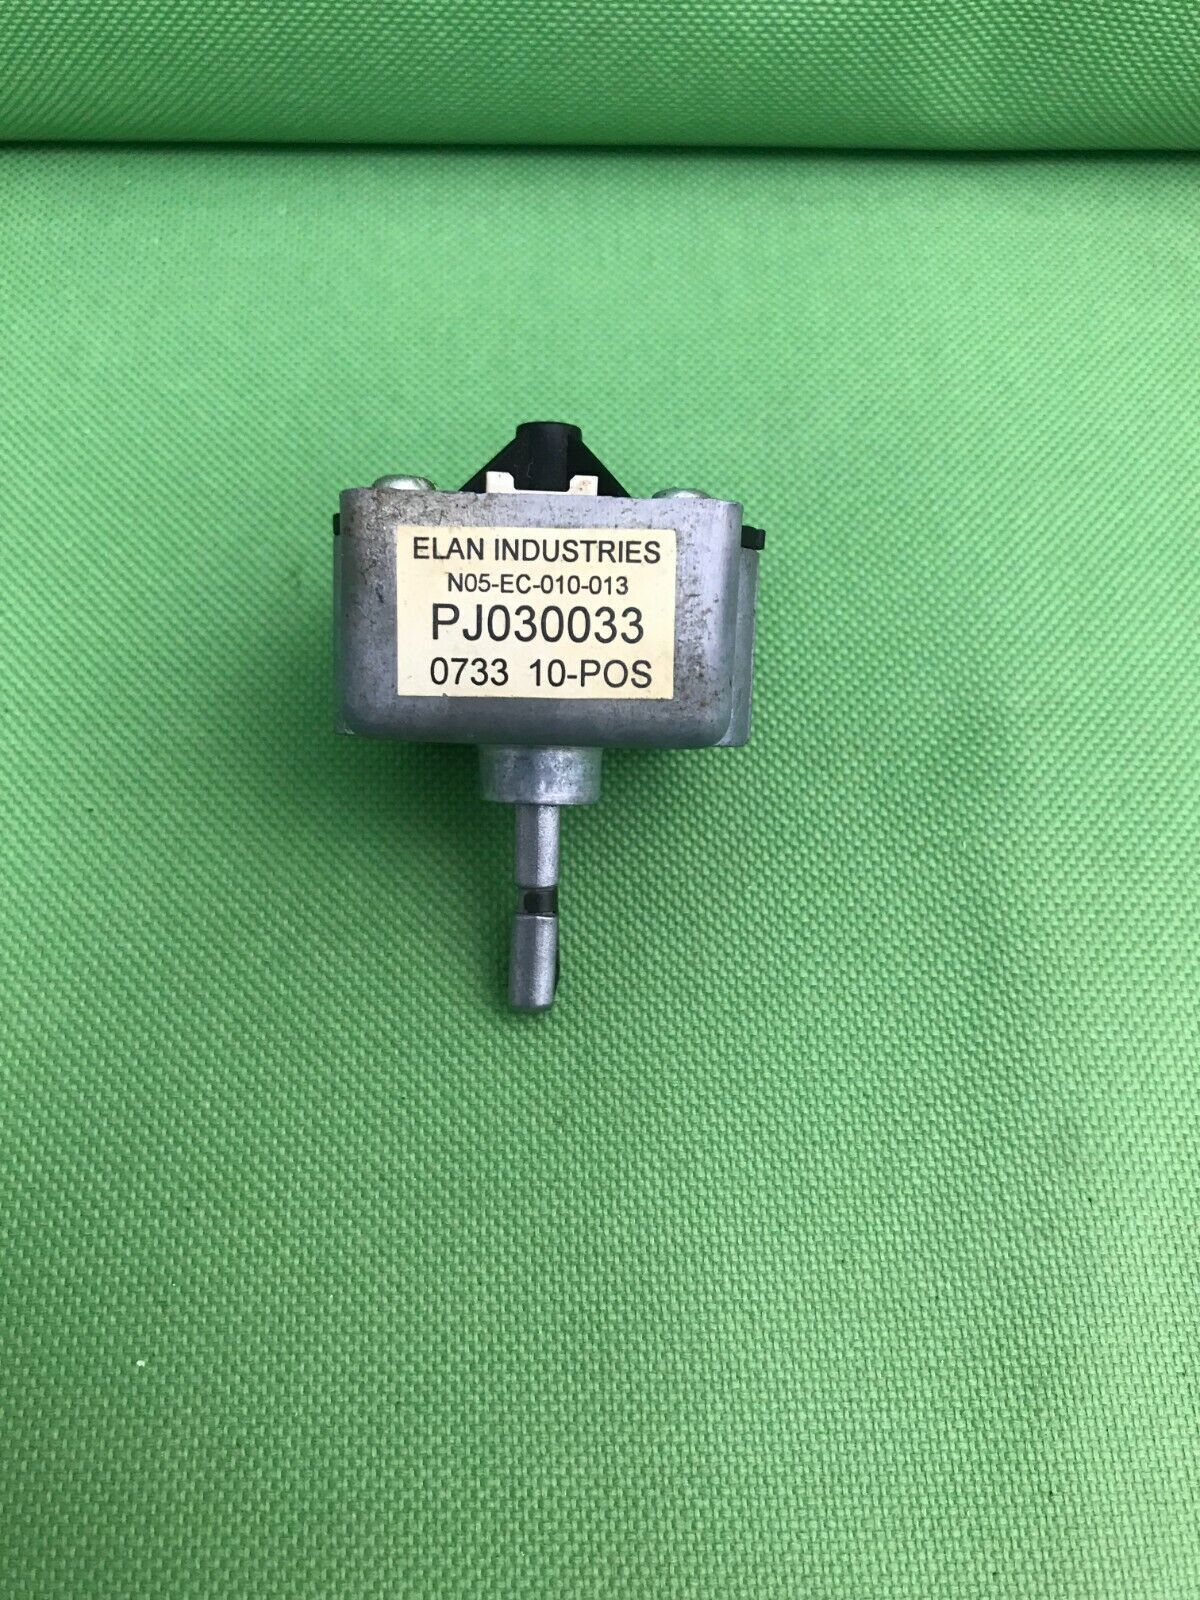 ELAN INDUSTRIES
N05-EC-010-013
PJ030033
0733 10-POS